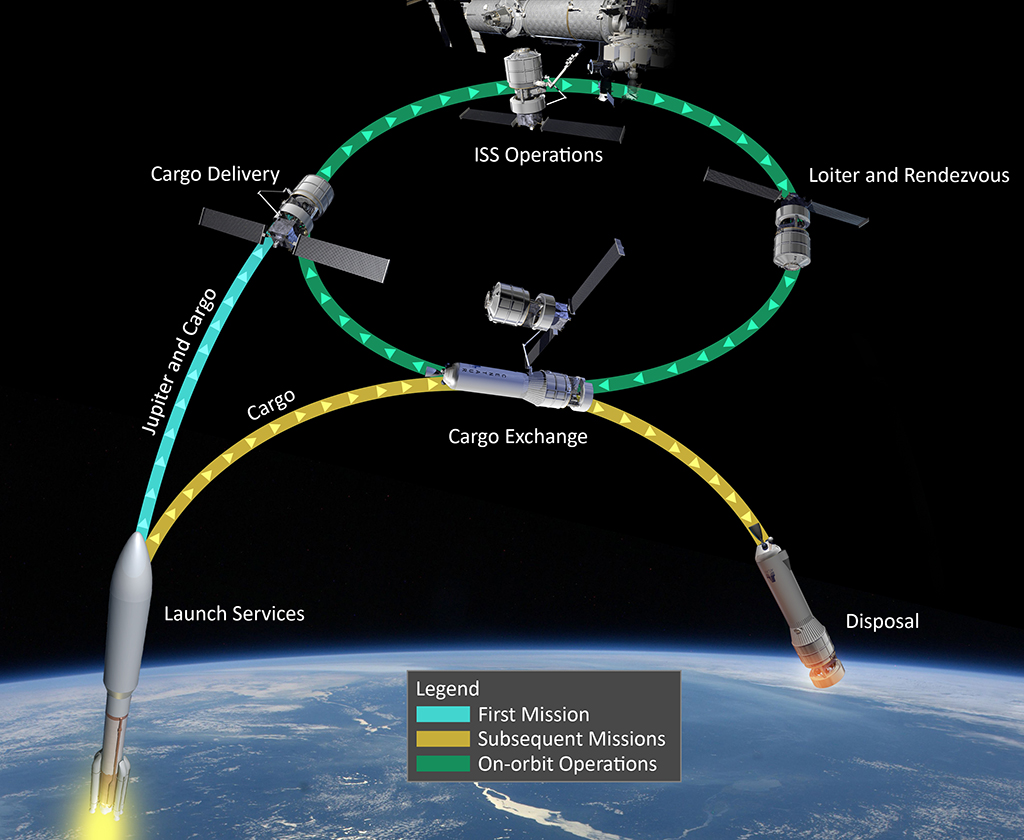 ISS Operations
Cargo Delivery
Loiter and Rendezvous
Jupiter and Cargo
Cargo
Cargo Exchange
Launch Services
Disposal
Legend
First Mission
Subsequent Missions
On-orbit Operations